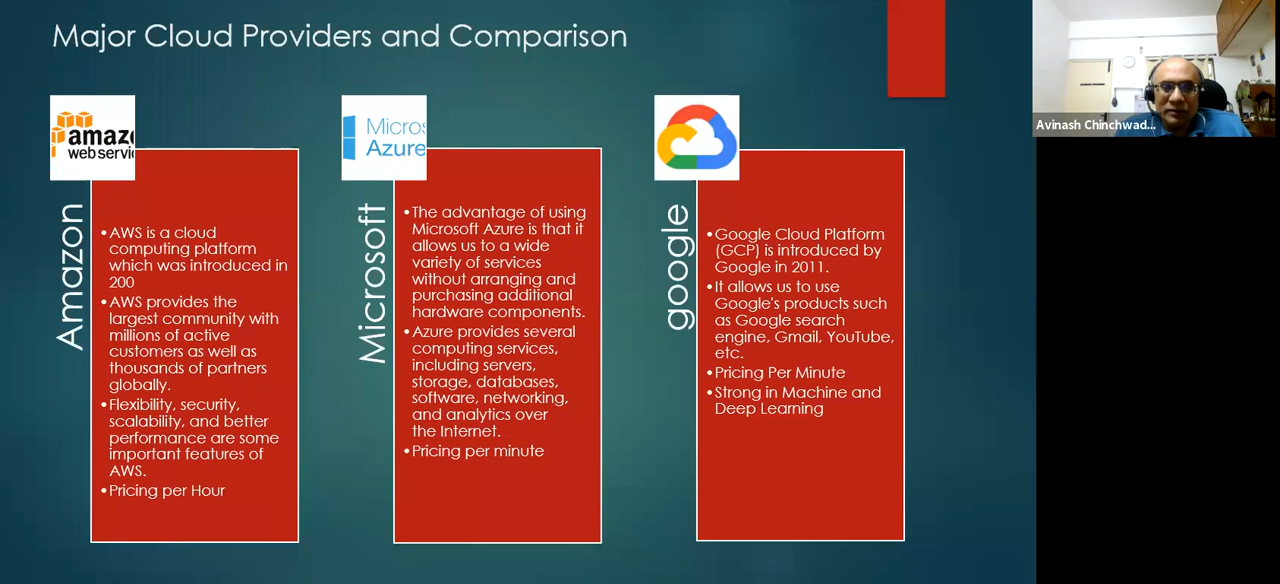 Major Cloud Providers and Comparison
Avinash Chinchwad...
amazo
web servi
Amazon
•AWS is a cloud
computing platform
which was introduced in
200
•AWS provides the
largest community with
millions of active
customers as well as
thousands of partners
globally.
•Flexibility, security,
scalability, and better
performance are some
important features of
AWS.
•Pricing per Hour
Micros
Azure
Microsoft
•The advantage of using
Microsoft Azure is that it
allows us to a wide
variety of services
without arranging and
purchasing additional
hardware components.
•Azure provides several
computing services,
including servers,
storage, databases,
software, networking,
and analytics over
the Internet.
•Pricing per minute
google
•Google Cloud Platform
(GCP) is introduced by
Google in 2011.
•It allows us to use
Google's products such
as Google search
engine, Gmail, YouTube,
etc.
•Pricing Per Minute
•Strong in Machine and
Deep Learning